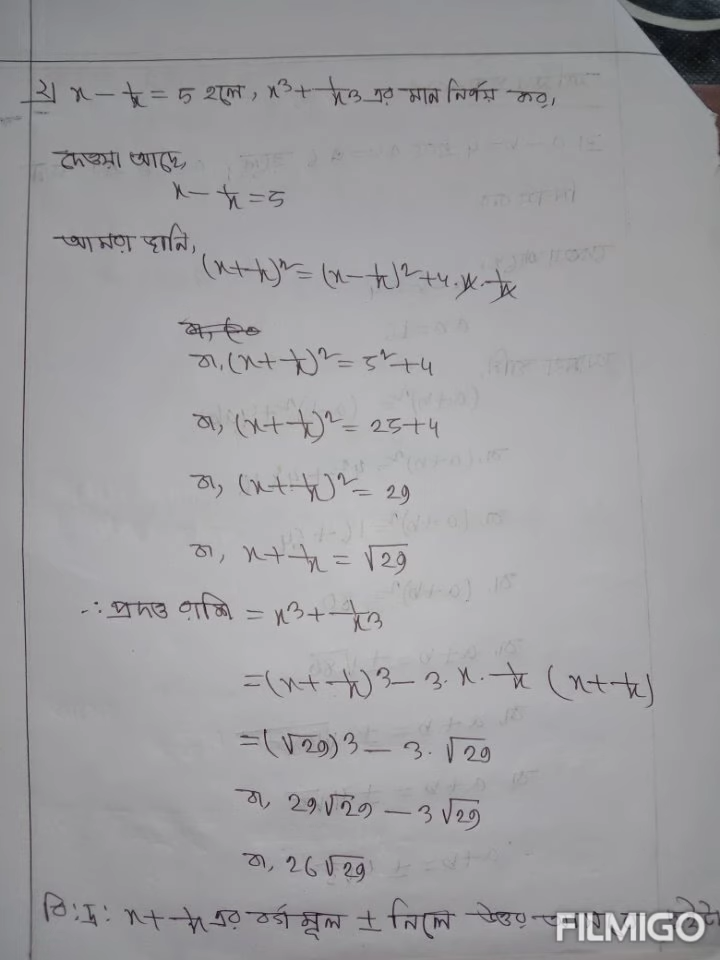 ২। x - 1/x = 5 হলে, x³ + 1/x³ এর মান নির্ণয় কর,
দেওয়া আছে,
x - 1/x = 5
আমরা জানি,
(x + 1/x)² = (x - 1/x)² + 4 · x · 1/x
বা, (x + 1/x)² = 5² + 4
বা, (x + 1/x)² = 25 + 4
বা, (x + 1/x)² = 29
বা, x + 1/x = √29
∴ প্রদত্ত রাশি = x³ + 1/x³
= (x + 1/x)³ - 3 · x · 1/x (x + 1/x)
= (√29)³ - 3 · √29
বা, 29√29 - 3√29
বা, 26√29
বি:দ্র: x + 1/x এর বর্গমূল ± নিলে উত্তর
FILMIGO